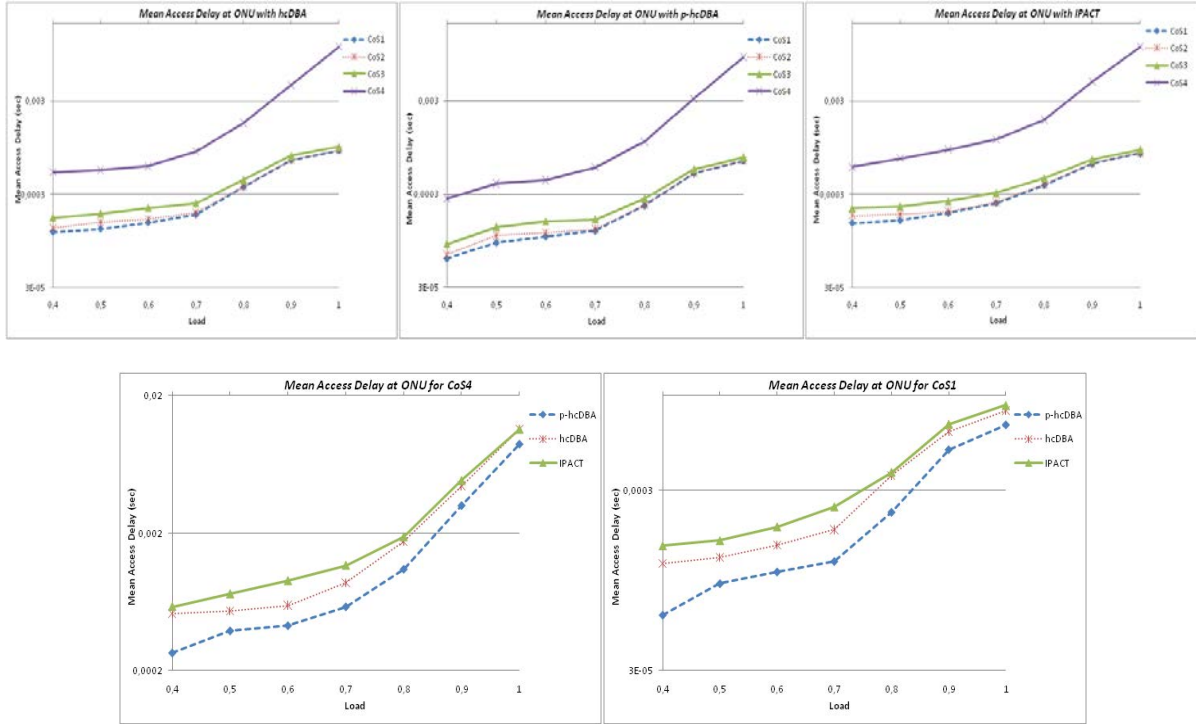 Mean Access Delay at ONU with hcDBA
Mean Access Delay (sec)
0,003
0,0003
3E-05
0,4 0,5 0,6 0,7 0,8 0,9 1
Load
CoS1
CoS2
CoS3
CoS4
Mean Access Delay at ONU with p-hcDBA
Mean Access Delay (sec)
0,003
0,0003
3E-05
0,4 0,5 0,6 0,7 0,8 0,9 1
Load
CoS1
CoS2
CoS3
CoS4
Mean Access Delay at ONU with IPACT
Mean Access Delay (sec)
0,003
0,0003
3E-05
0,4 0,5 0,6 0,7 0,8 0,9 1
Load
CoS1
CoS2
CoS3
CoS4
Mean Access Delay at ONU for CoS4
Mean Access Delay (sec)
0,02
0,002
0,0002
0,4 0,5 0,6 0,7 0,8 0,9 1
Load
p-hcDBA
hcDBA
IPACT
Mean Access Delay at ONU for CoS1
Mean Access Delay (sec)
0,0003
3E-05
0,4 0,5 0,6 0,7 0,8 0,9 1
Load
p-hcDBA
hcDBA
IPACT